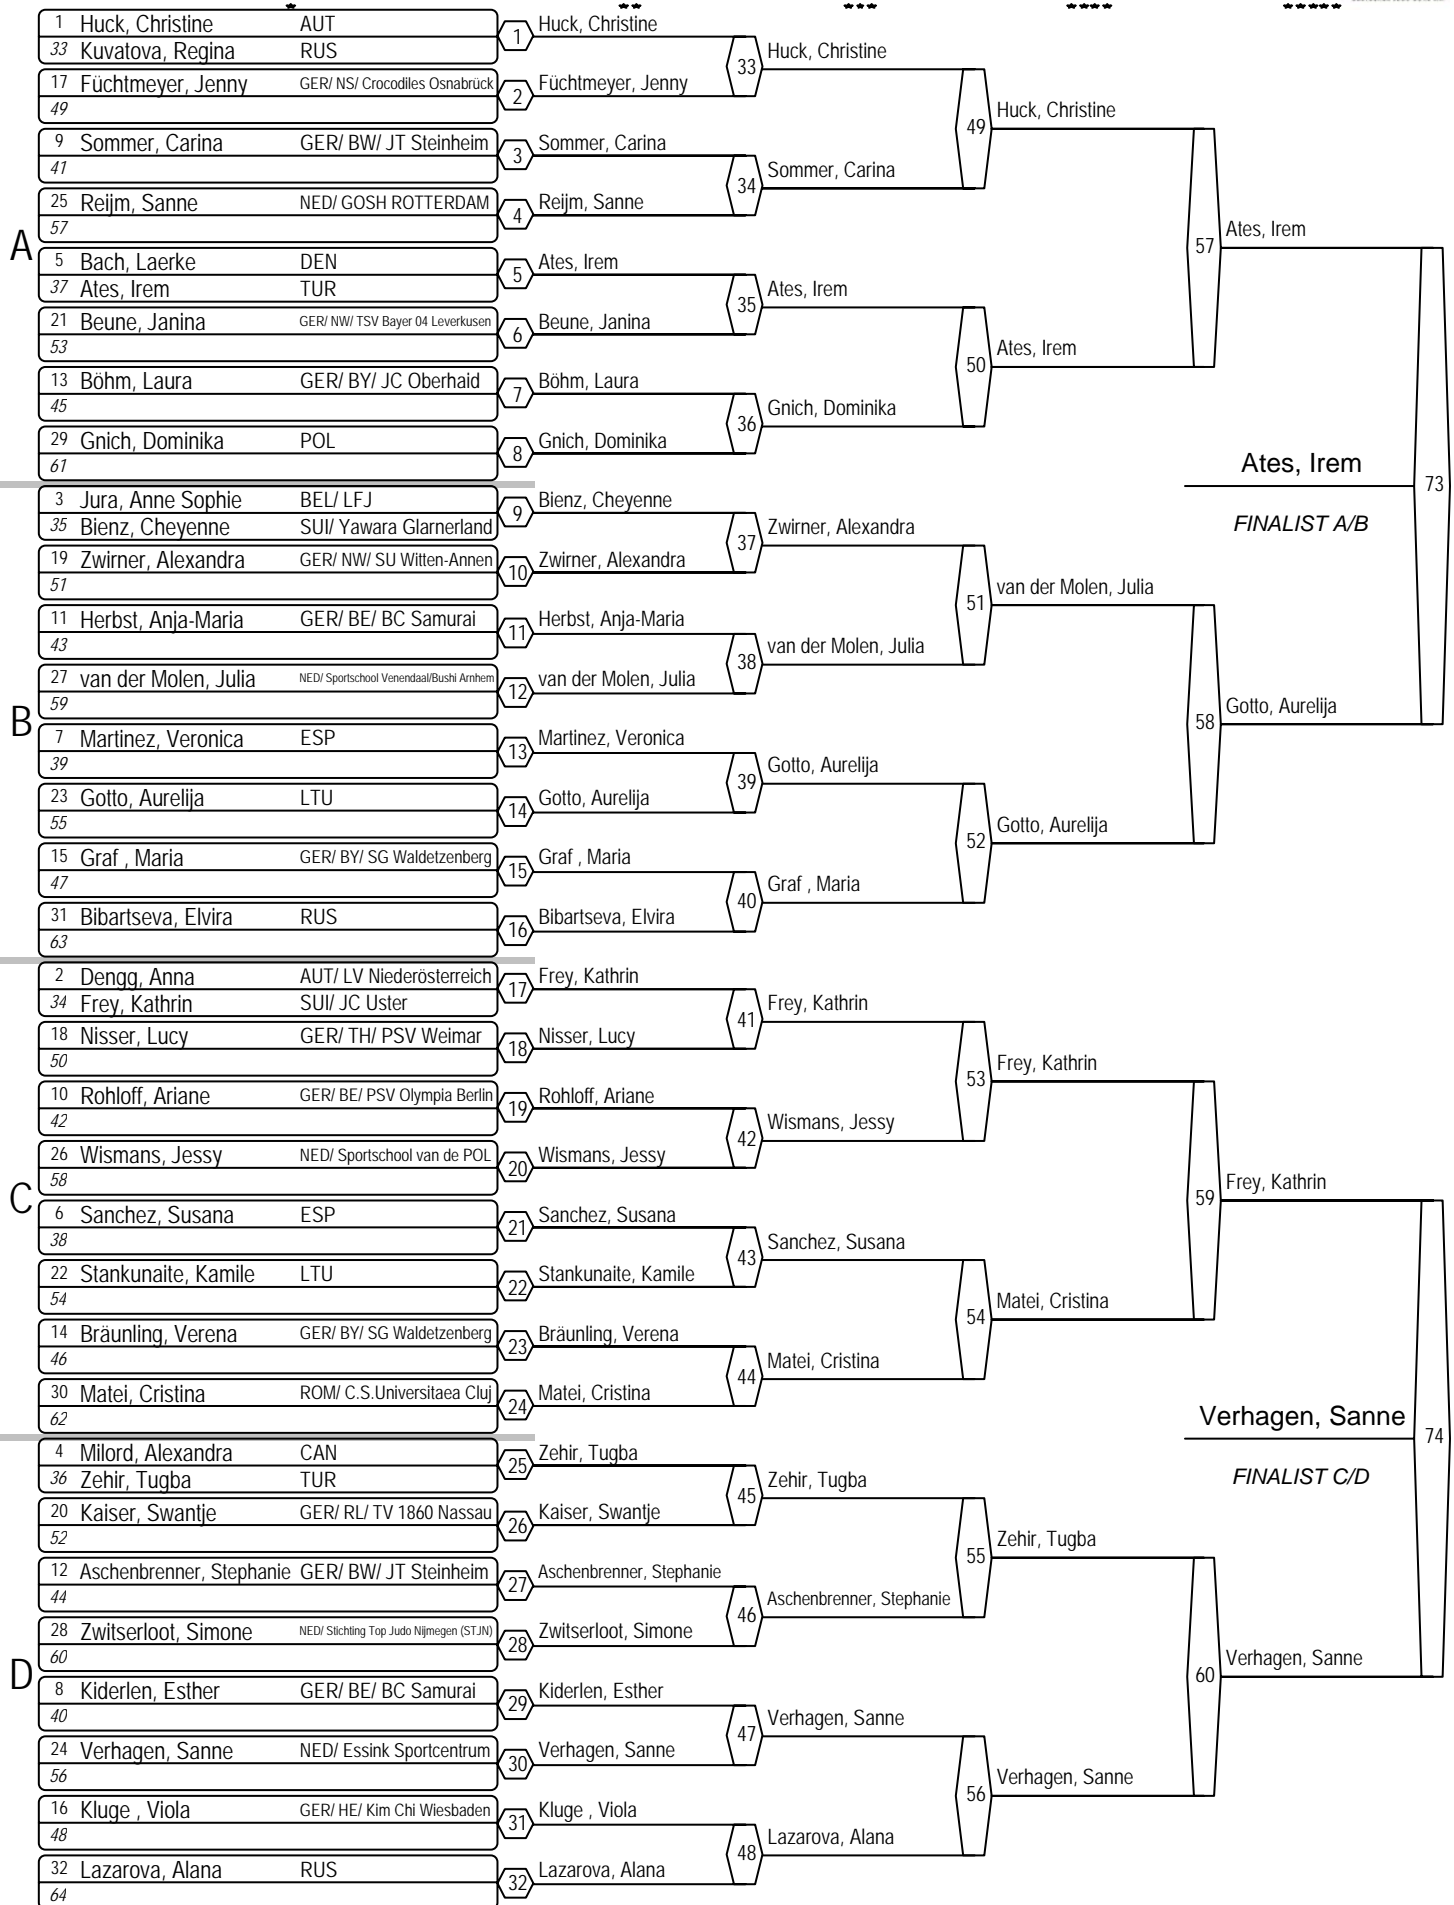 * ** *** **** *****
A
1 Huck, Christine AUT
33 Kuvatova, Regina RUS
1
17 Füchtmeyer, Jenny GER/ NS/ Crocodiles Osnabrück
49
2
9 Sommer, Carina GER/ BW/ JT Steinheim
41
3
25 Reijm, Sanne NED/ GOSH ROTTERDAM
57
4
5 Bach, Laerke DEN
37 Ates, Irem TUR
5
21 Beune, Janina GER/ NW/ TSV Bayer 04 Leverkusen
53
6
13 Böhm, Laura GER/ BY/ JC Oberhaid
45
7
29 Gnich, Dominika POL
61
8
B
3 Jura, Anne Sophie BEL/ LFJ
35 Bienz, Cheyenne SUI/ Yawara Glarnerland
9
19 Zwirner, Alexandra GER/ NW/ SU Witten-Annen
51
10
11 Herbst, Anja-Maria GER/ BE/ BC Samurai
43
11
27 van der Molen, Julia NED/ Sportschool Venendaal/Bushi Arnhem
59
12
7 Martinez, Veronica ESP
39
13
23 Gotto, Aurelija LTU
55
14
15 Graf , Maria GER/ BY/ SG Waldetzenberg
47
15
31 Bibartseva, Elvira RUS
63
16
C
2 Dengg, Anna AUT/ LV Niederösterreich
34 Frey, Kathrin SUI/ JC Uster
17
18 Nisser, Lucy GER/ TH/ PSV Weimar
50
18
10 Rohloff, Ariane GER/ BE/ PSV Olympia Berlin
42
19
26 Wismans, Jessy NED/ Sportschool van de POL
58
20
6 Sanchez, Susana ESP
38
21
22 Stankunaite, Kamile LTU
54
22
14 Bräunling, Verena GER/ BY/ SG Waldetzenberg
46
23
30 Matei, Cristina ROM/ C.S.Universitaea Cluj
62
24
D
4 Milord, Alexandra CAN
36 Zehir, Tugba TUR
25
20 Kaiser, Swantje GER/ RL/ TV 1860 Nassau
52
26
12 Aschenbrenner, Stephanie GER/ BW/ JT Steinheim
44
27
28 Zwitserloot, Simone NED/ Stichting Top Judo Nijmegen (STJN)
60
28
8 Kiderlen, Esther GER/ BE/ BC Samurai
40
29
24 Verhagen, Sanne NED/ Essink Sportcentrum
56
30
16 Kluge , Viola GER/ HE/ Kim Chi Wiesbaden
48
31
32 Lazarova, Alana RUS
64
32
Huck, Christine
Füchtmeyer, Jenny
33
Sommer, Carina
Reijm, Sanne
34
Ates, Irem
Beune, Janina
35
Böhm, Laura
Gnich, Dominika
36
Bienz, Cheyenne
Zwirner, Alexandra
37
Herbst, Anja-Maria
van der Molen, Julia
38
Martinez, Veronica
Gotto, Aurelija
39
Graf , Maria
Bibartseva, Elvira
40
Frey, Kathrin
Nisser, Lucy
41
Rohloff, Ariane
Wismans, Jessy
42
Sanchez, Susana
Stankunaite, Kamile
43
Bräunling, Verena
Matei, Cristina
44
Zehir, Tugba
Kaiser, Swantje
45
Aschenbrenner, Stephanie
Zwitserloot, Simone
46
Kiderlen, Esther
Verhagen, Sanne
47
Kluge , Viola
Lazarova, Alana
48
Huck, Christine
Sommer, Carina
49
Ates, Irem
Gnich, Dominika
50
Zwirner, Alexandra
van der Molen, Julia
51
Gotto, Aurelija
Graf , Maria
52
Frey, Kathrin
Wismans, Jessy
53
Sanchez, Susana
Matei, Cristina
54
Zehir, Tugba
Aschenbrenner, Stephanie
55
Verhagen, Sanne
Lazarova, Alana
56
Huck, Christine
Ates, Irem
57
van der Molen, Julia
Gotto, Aurelija
58
Frey, Kathrin
Matei, Cristina
59
Zehir, Tugba
Verhagen, Sanne
60
Ates, Irem
Gotto, Aurelija
73
Ates, Irem
FINALIST A/B
Frey, Kathrin
Verhagen, Sanne
74
Verhagen, Sanne
FINALIST C/D